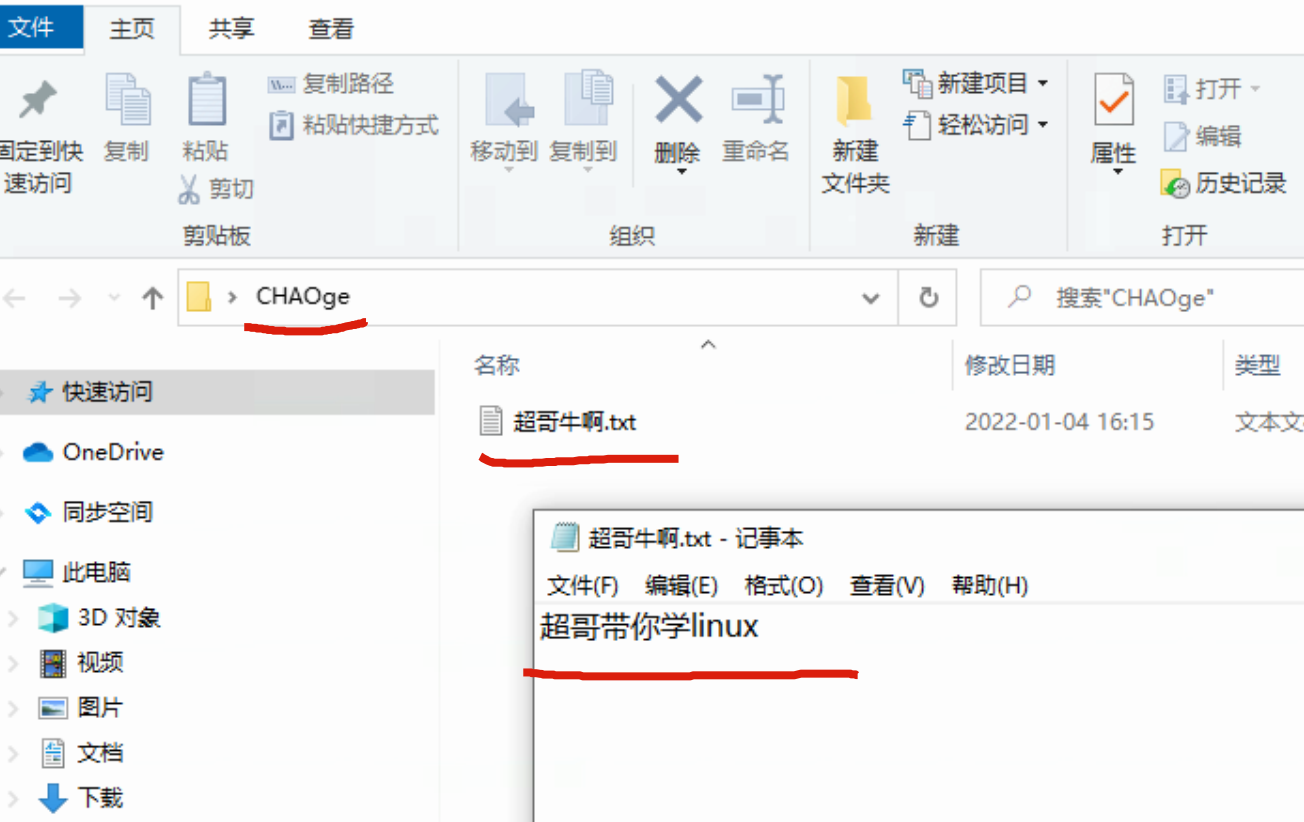 文件 主页 共享 查看
固定到快速访问
复制
粘贴
复制路径
粘贴快捷方式
剪切
剪贴板
移动到
复制到
删除
重命名
组织
新建文件夹
新建项目
轻松访问
新建
属性
打开
编辑
历史记录
打开
CHAOge
搜索"CHAOge"
名称 修改日期 类型
超哥牛啊.txt 2022-01-04 16:15 文本文
快速访问
OneDrive
同步空间
此电脑
3D 对象
视频
图片
文档
下载
超哥牛啊.txt - 记事本
文件(F) 编辑(E) 格式(O) 查看(V) 帮助(H)
超哥带你学linux